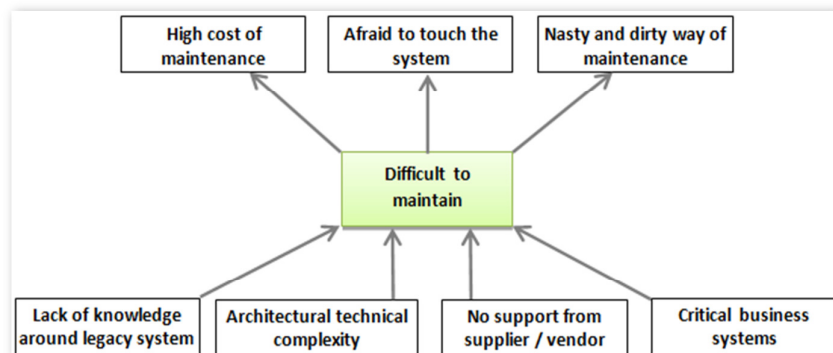 High cost of
maintenance
Afraid to touch the
system
Nasty and dirty way of
maintenance
Difficult to
maintain
Lack of knowledge
around legacy system
Architectural technical
complexity
No support from
supplier / vendor
Critical business
systems